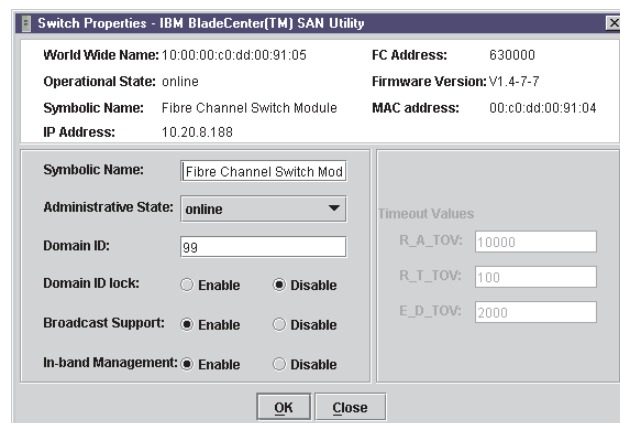 Switch Properties - IBM BladeCenter(TM) SAN Utility
World Wide Name: 10:00:00:c0:dd:00:91:05 FC Address: 630000
Operational State: online Firmware Version: V1.4-7-7
Symbolic Name: Fibre Channel Switch Module MAC address: 00:c0:dd:00:91:04
IP Address: 10.20.8.188
Symbolic Name: Fibre Channel Switch Mod
Administrative State: online
Domain ID: 99
Domain ID lock: Enable Disable
Broadcast Support: Enable Disable
In-band Management: Enable Disable
Timeout Values
R_A_TOV: 10000
R_T_TOV: 100
E_D_TOV: 2000
OK Close